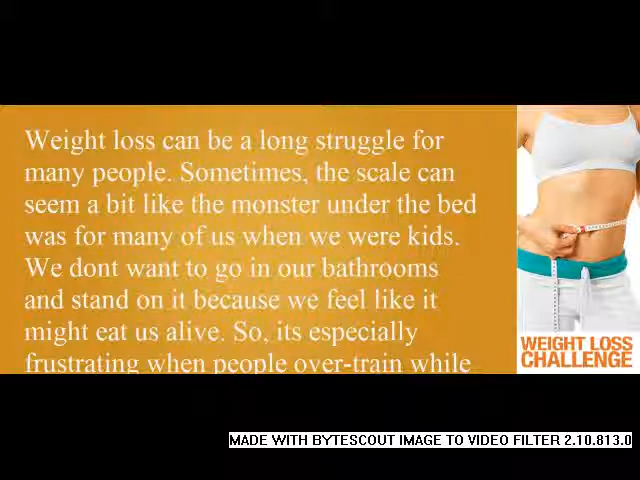 Weight loss can be a long struggle for
many people. Sometimes, the scale can
seem a bit like the monster under the bed
was for many of us when we were kids.
We dont want to go in our bathrooms
and stand on it because we feel like it
might eat us alive. So, its especially
frustrating when people over-train while
WEIGHT LOSS
CHALLENGE
MADE WITH BYTESCOUT IMAGE TO VIDEO FILTER 2.10.813.0